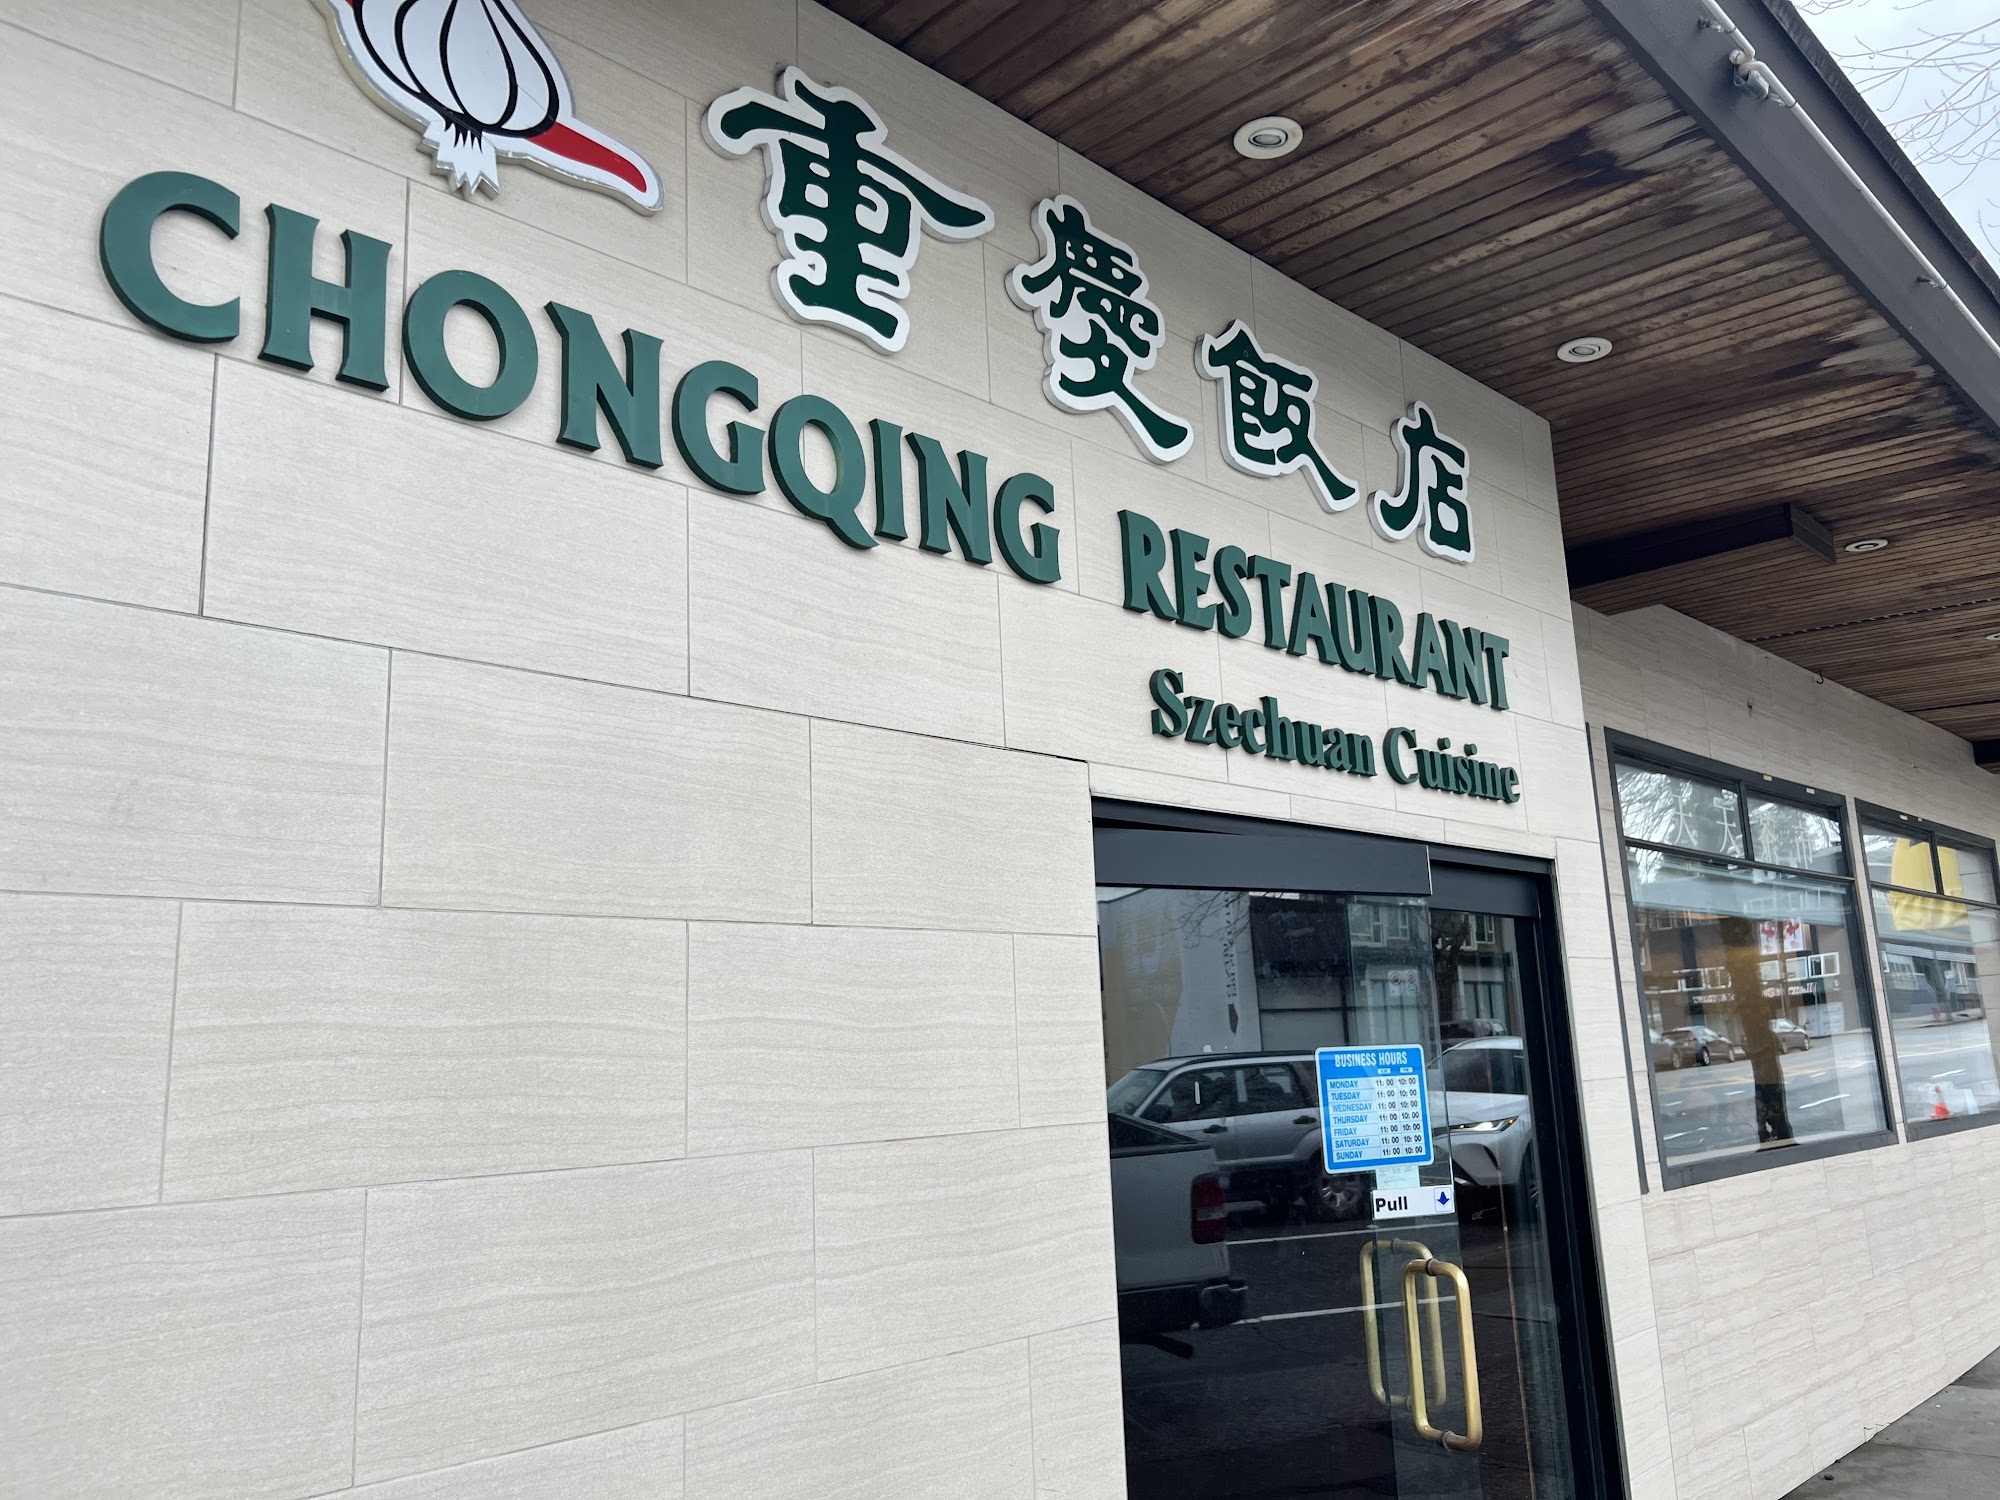 重慶飯店
CHONGQING RESTAURANT
Szechuan Cuisine
BUSINESS HOURS
MONDAY 11:00 10:00
TUESDAY 11:00 10:00
WEDNESDAY 11:00 10:00
THURSDAY 11:00 10:00
FRIDAY 11:00 10:00
SATURDAY 11:00 10:00
SUNDAY 11:00 10:00
Pull